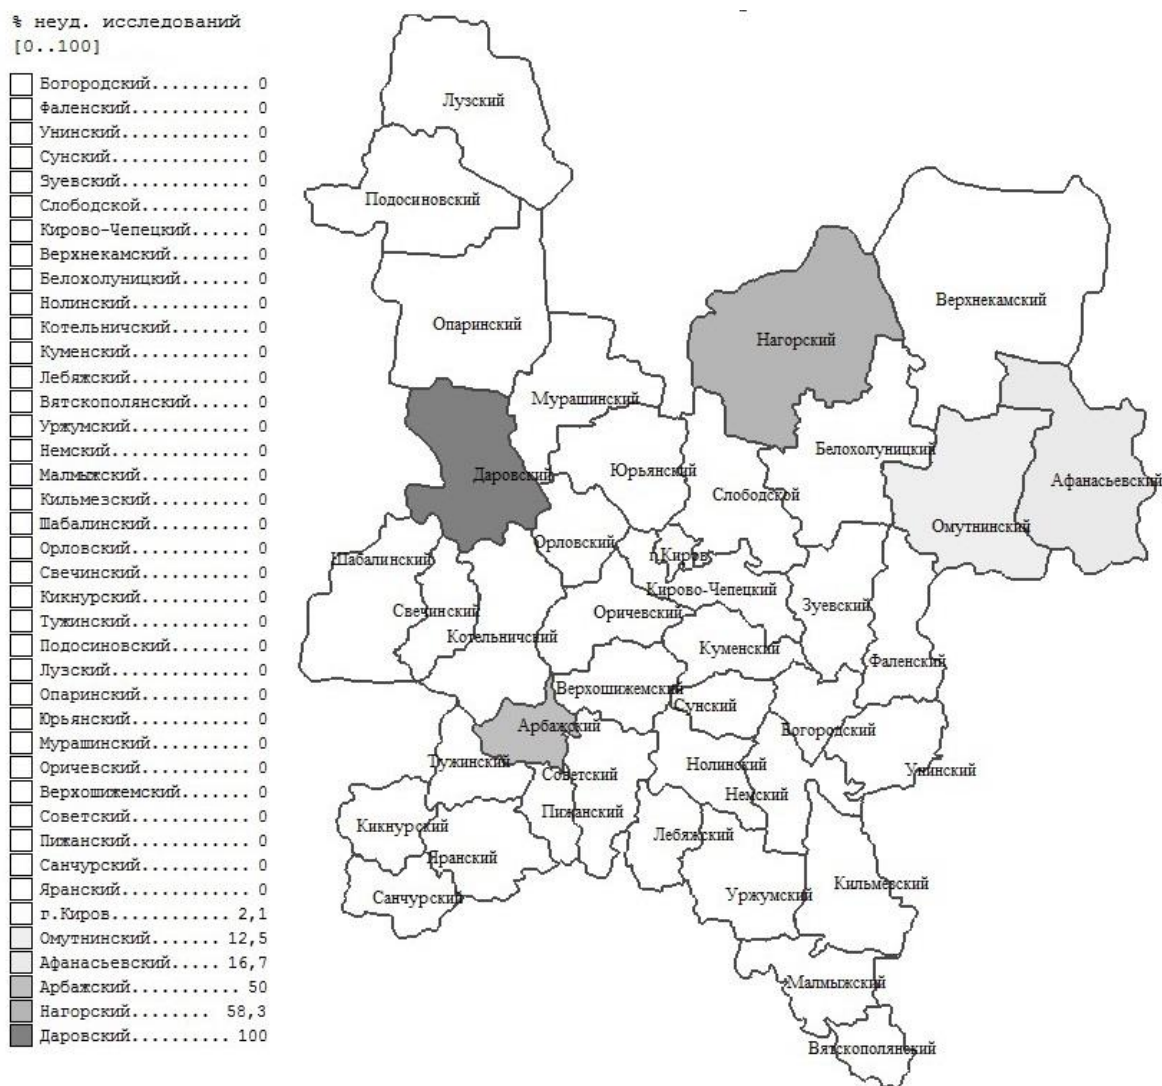 % неуд. исследований
[0..100]
Богородский.......... 0
Фаленский............ 0
Унинский............. 0
Сунский.............. 0
Зуевский............. 0
Слободской........... 0
Кирово-Чепецкий...... 0
Верхнекамский........ 0
Белохолуницкий....... 0
Нолинский............ 0
Котельничский........ 0
Куменский............ 0
Лебяжский............ 0
Вятскополянский...... 0
Уржумский............ 0
Немский.............. 0
Малмыжский........... 0
Кильмезский.......... 0
Шабалинский.......... 0
Орловский............ 0
Свечинский........... 0
Кикнурский........... 0
Тужинский............ 0
Подосиновский........ 0
Лузский.............. 0
Опаринский........... 0
Юрьянский............ 0
Мурашинский.......... 0
Оричевский........... 0
Верхошижемский....... 0
Советский............ 0
Пижанский............ 0
Санчурский........... 0
Яранский............. 0
г.Киров............ 2,1
Омутнинский....... 12,5
Афанасьевский..... 16,7
Арбажский........... 50
Нагорский........ 58,3
Даровский.......... 100
Лузский
Подосиновский
Верхнекамский
Опаринский
Нагорский
Мурашинский
Белохолуницкий
Юрьянский
Даровский
Афанасьевский
Слободской
Омутнинский
Орловский
г.Киров
Шабалинский
Кирово-Чепецкий
Свечинский
Оричевский
Зуевский
Котельничский
Куменский
Фаленский
Верхошижемский
Сунский
Арбажский
Богородский
Тужинский
Советский
Нолинский
Унинский
Немский
Пижанский
Кикнурский
Лебяжский
Яранский
Кильмезский
Санчурский
Уржумский
Малмыжский
Вятскополянский